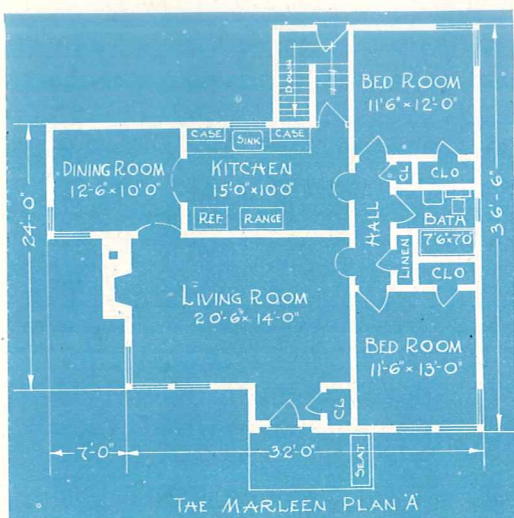 DOWN
BED ROOM
11'6" × 12'-0"
CASE
SINK
CASE
DINING ROOM
12'-6" × 10'0"
KITCHEN
15'-0" × 10-0"
CL
CLO
BATH
7'6" × 7'0"
REF.
RANGE
HALL
LINEN
CLO
24'-0"
36'-6"
LIVING ROOM
20'-6" × 14'-0"
BED ROOM
11'-6" × 13'-0"
CL
7'-0"
32'-0"
SEAT
THE MARLEEN PLAN 'A'